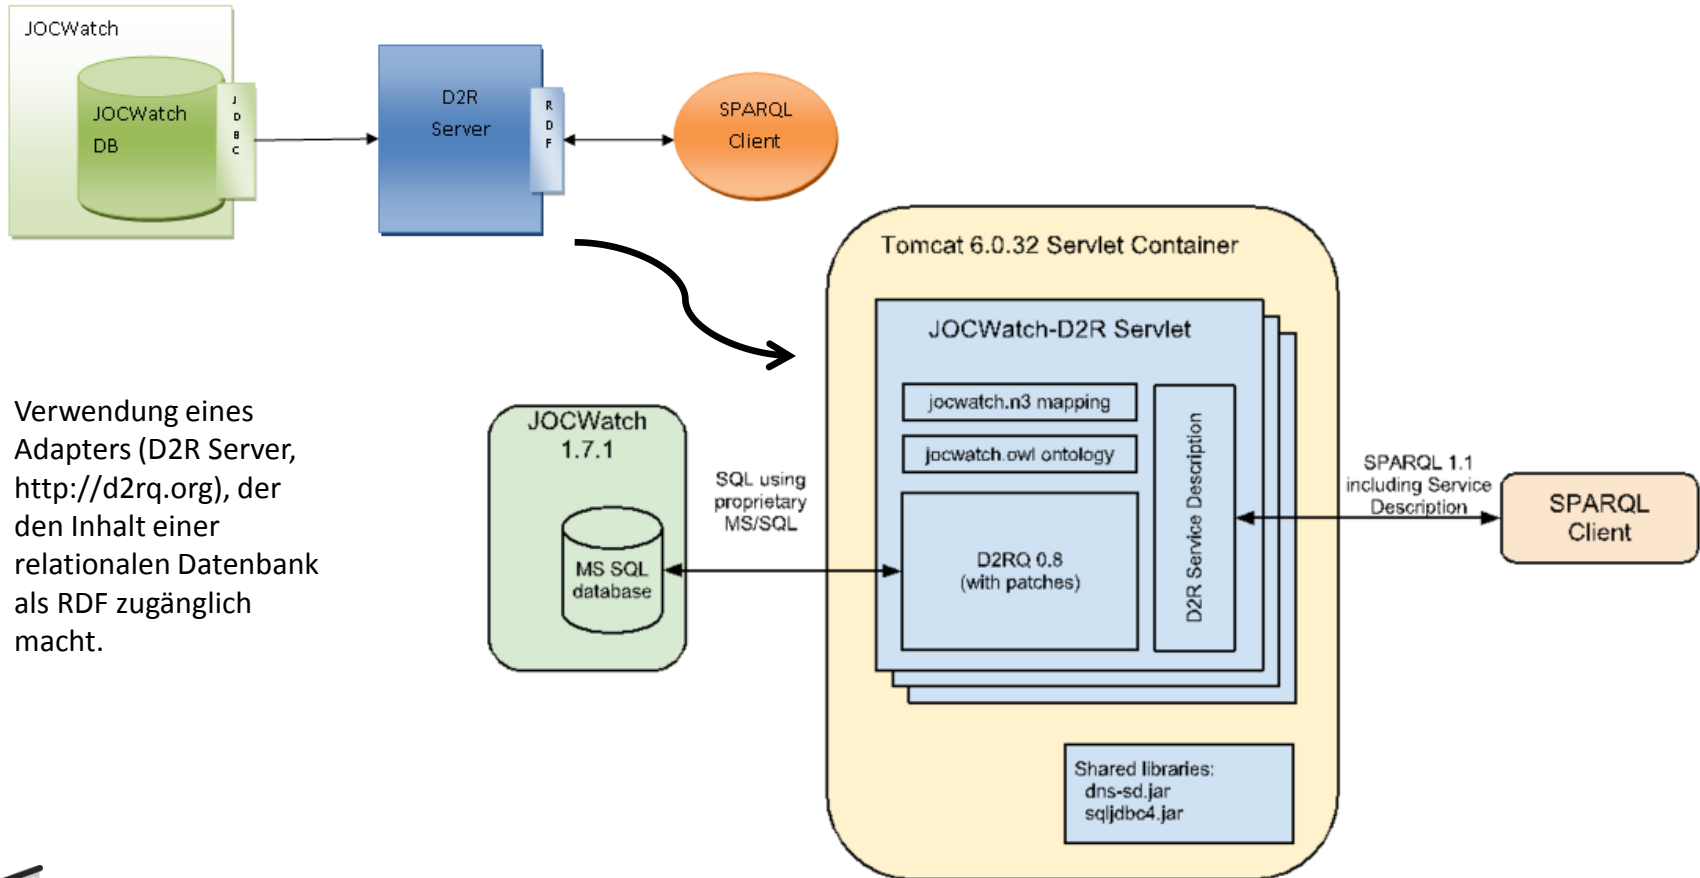 JOCWatch
JOCWatch
DB
JDBC
D2R
Server
RDF
SPARQL
Client
Verwendung eines
Adapters (D2R Server,
http://d2rq.org), der
den Inhalt einer
relationalen Datenbank
als RDF zugänglich
macht.
JOCWatch
1.7.1
MS SQL
database
SQL using
proprietary
MS/SQL
Tomcat 6.0.32 Servlet Container
JOCWatch-D2R Servlet
jocwatch.n3 mapping
jocwatch.owl ontology
D2RQ 0.8
(with patches)
D2R Service Description
Shared libraries:
dns-sd.jar
sqljdbc4.jar
SPARQL 1.1
including Service
Description
SPARQL
Client